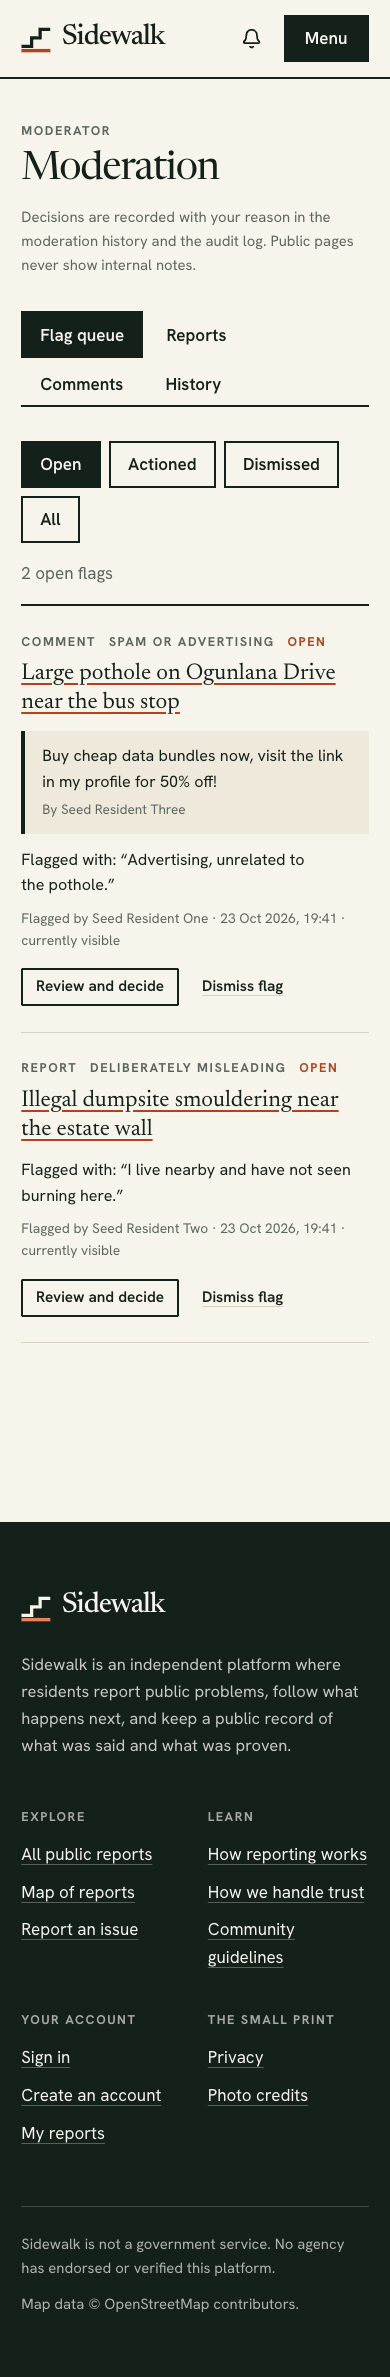 Sidewalk
Menu
MODERATOR
Moderation
Decisions are recorded with your reason in the
moderation history and the audit log. Public pages
never show internal notes.
Flag queue Reports
Comments History
Open Actioned Dismissed
All
2 open flags
COMMENT SPAM OR ADVERTISING OPEN
Large pothole on Ogunlana Drive
near the bus stop
Buy cheap data bundles now, visit the link
in my profile for 50% off!
By Seed Resident Three
Flagged with: “Advertising, unrelated to
the pothole.”
Flagged by Seed Resident One · 23 Oct 2026, 19:41 ·
currently visible
Review and decide Dismiss flag
REPORT DELIBERATELY MISLEADING OPEN
Illegal dumpsite smouldering near
the estate wall
Flagged with: “I live nearby and have not seen
burning here.”
Flagged by Seed Resident Two · 23 Oct 2026, 19:41 ·
currently visible
Review and decide Dismiss flag
Sidewalk
Sidewalk is an independent platform where
residents report public problems, follow what
happens next, and keep a public record of
what was said and what was proven.
EXPLORE
All public reports
Map of reports
Report an issue
LEARN
How reporting works
How we handle trust
Community
guidelines
YOUR ACCOUNT
Sign in
Create an account
My reports
THE SMALL PRINT
Privacy
Photo credits
Sidewalk is not a government service. No agency
has endorsed or verified this platform.
Map data © OpenStreetMap contributors.